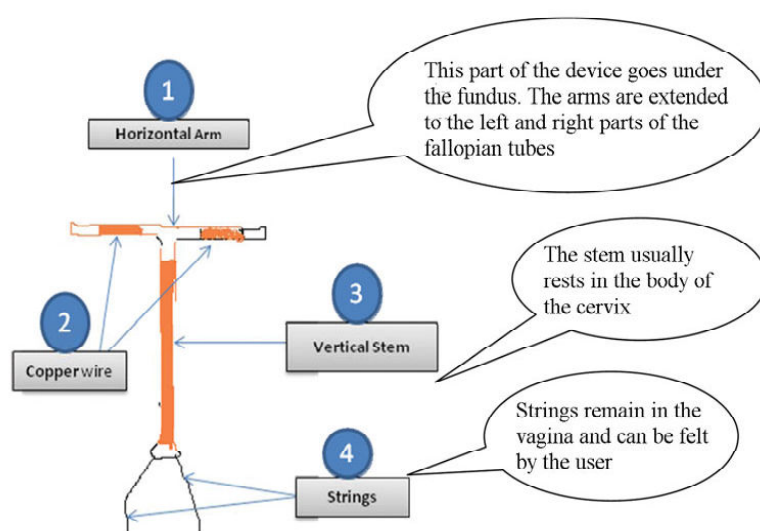 1
Horizontal Arm
This part of the device goes under
the fundus. The arms are extended
to the left and right parts of the
fallopian tubes
2
Copper wire
3
Vertical Stem
The stem usually
rests in the body of
the cervix
4
Strings
Strings remain in the
vagina and can be felt
by the user